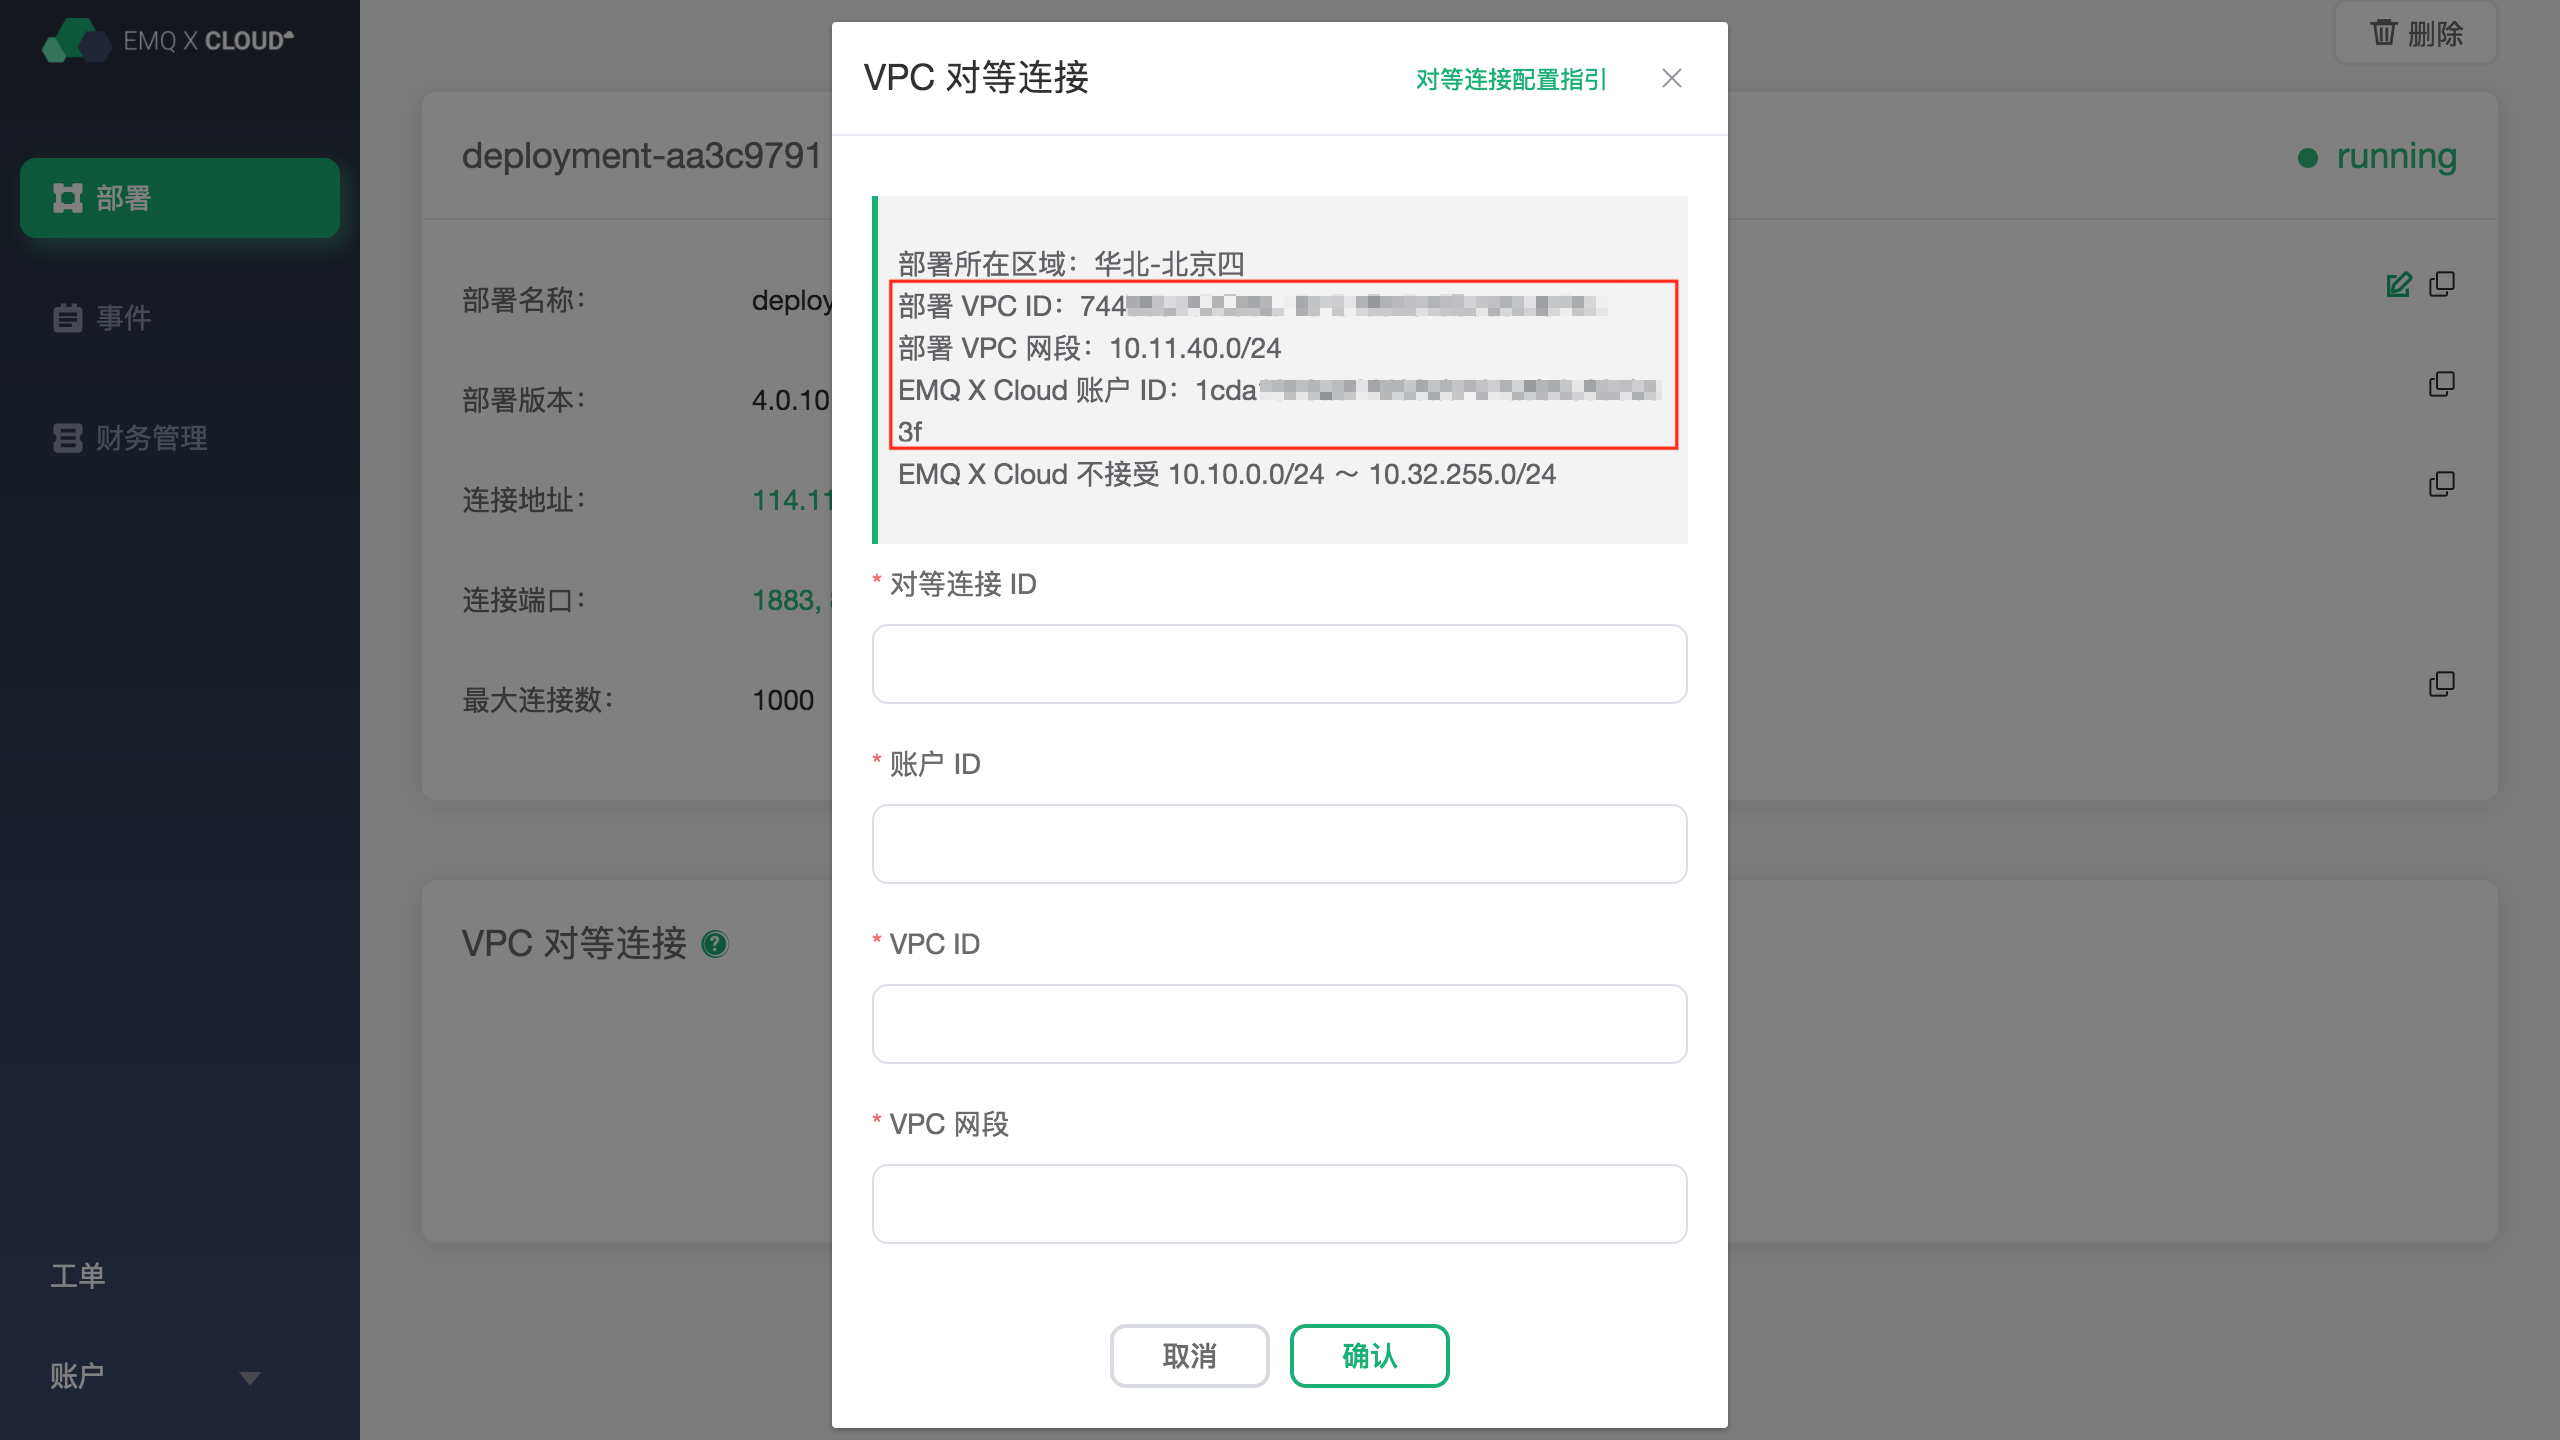 EMQ X CLOUD
部署
事件
财务管理
工单
账户
删除
deployment-aa3c9791
running
部署名称：
deploy
部署版本：
4.0.10
连接地址：
114.11
连接端口：
1883,
最大连接数：
1000
VPC 对等连接
VPC 对等连接
对等连接配置指引
部署所在区域：华北-北京四
部署 VPC ID：744
部署 VPC 网段：10.11.40.0/24
EMQ X Cloud 账户 ID：1cda
3f
EMQ X Cloud 不接受 10.10.0.0/24 ～ 10.32.255.0/24
* 对等连接 ID
* 账户 ID
* VPC ID
* VPC 网段
取消
确认